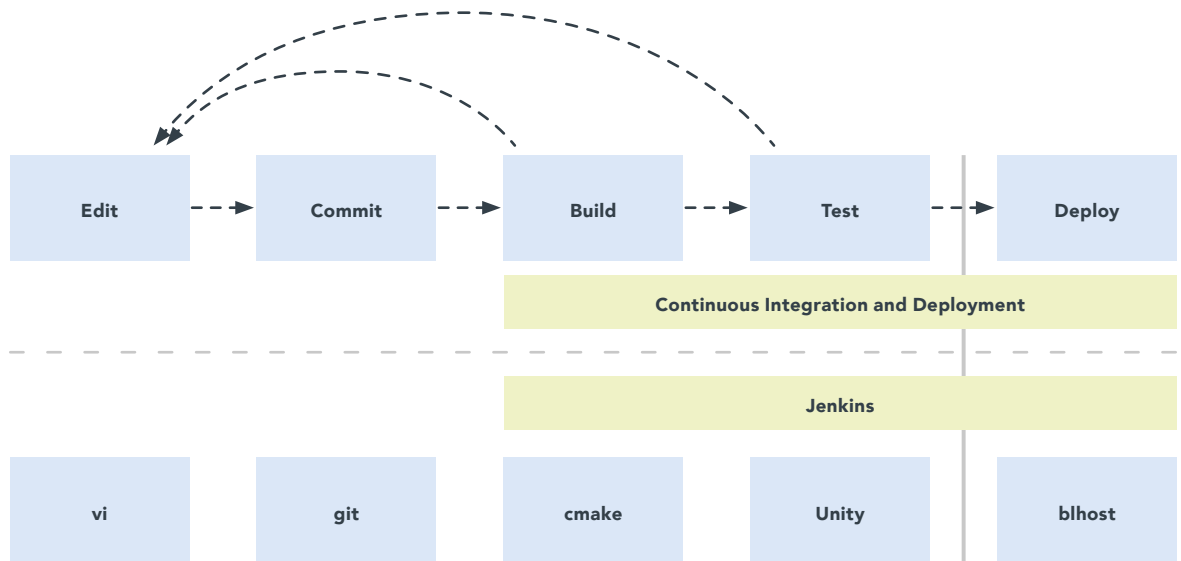 Edit
Commit
Build
Test
Deploy
Continuous Integration and Deployment
Jenkins
vi
git
cmake
Unity
blhost